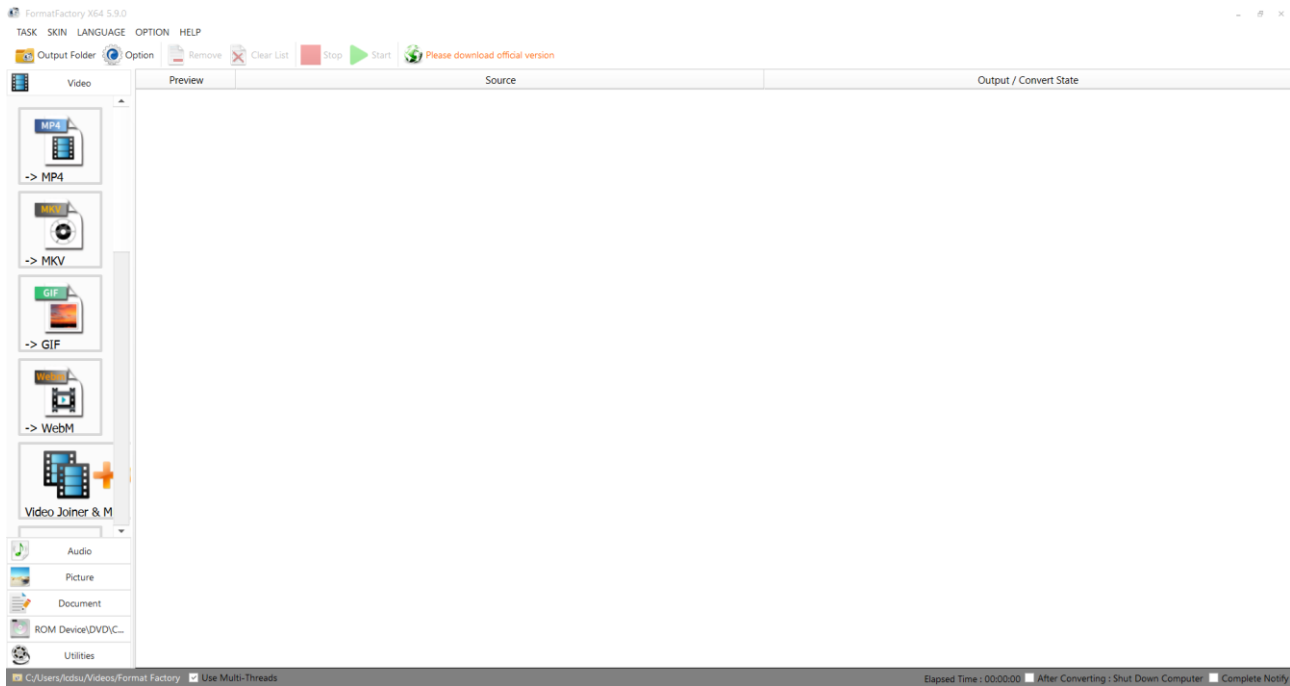 FormatFactory X64 5.9.0
TASK SKIN LANGUAGE OPTION HELP
Output Folder Option Remove Clear List Stop Start Please download official version
Video Preview Source Output / Convert State
MP4
-> MP4
MKV
-> MKV
GIF
-> GIF
WebM
-> WebM
Video Joiner & M
Audio
Picture
Document
ROM Device\DVD\C...
Utilities
C:/Users/lcdsu/Videos/Format Factory Use Multi-Threads Elapsed Time : 00:00:00 After Converting : Shut Down Computer Complete Notify